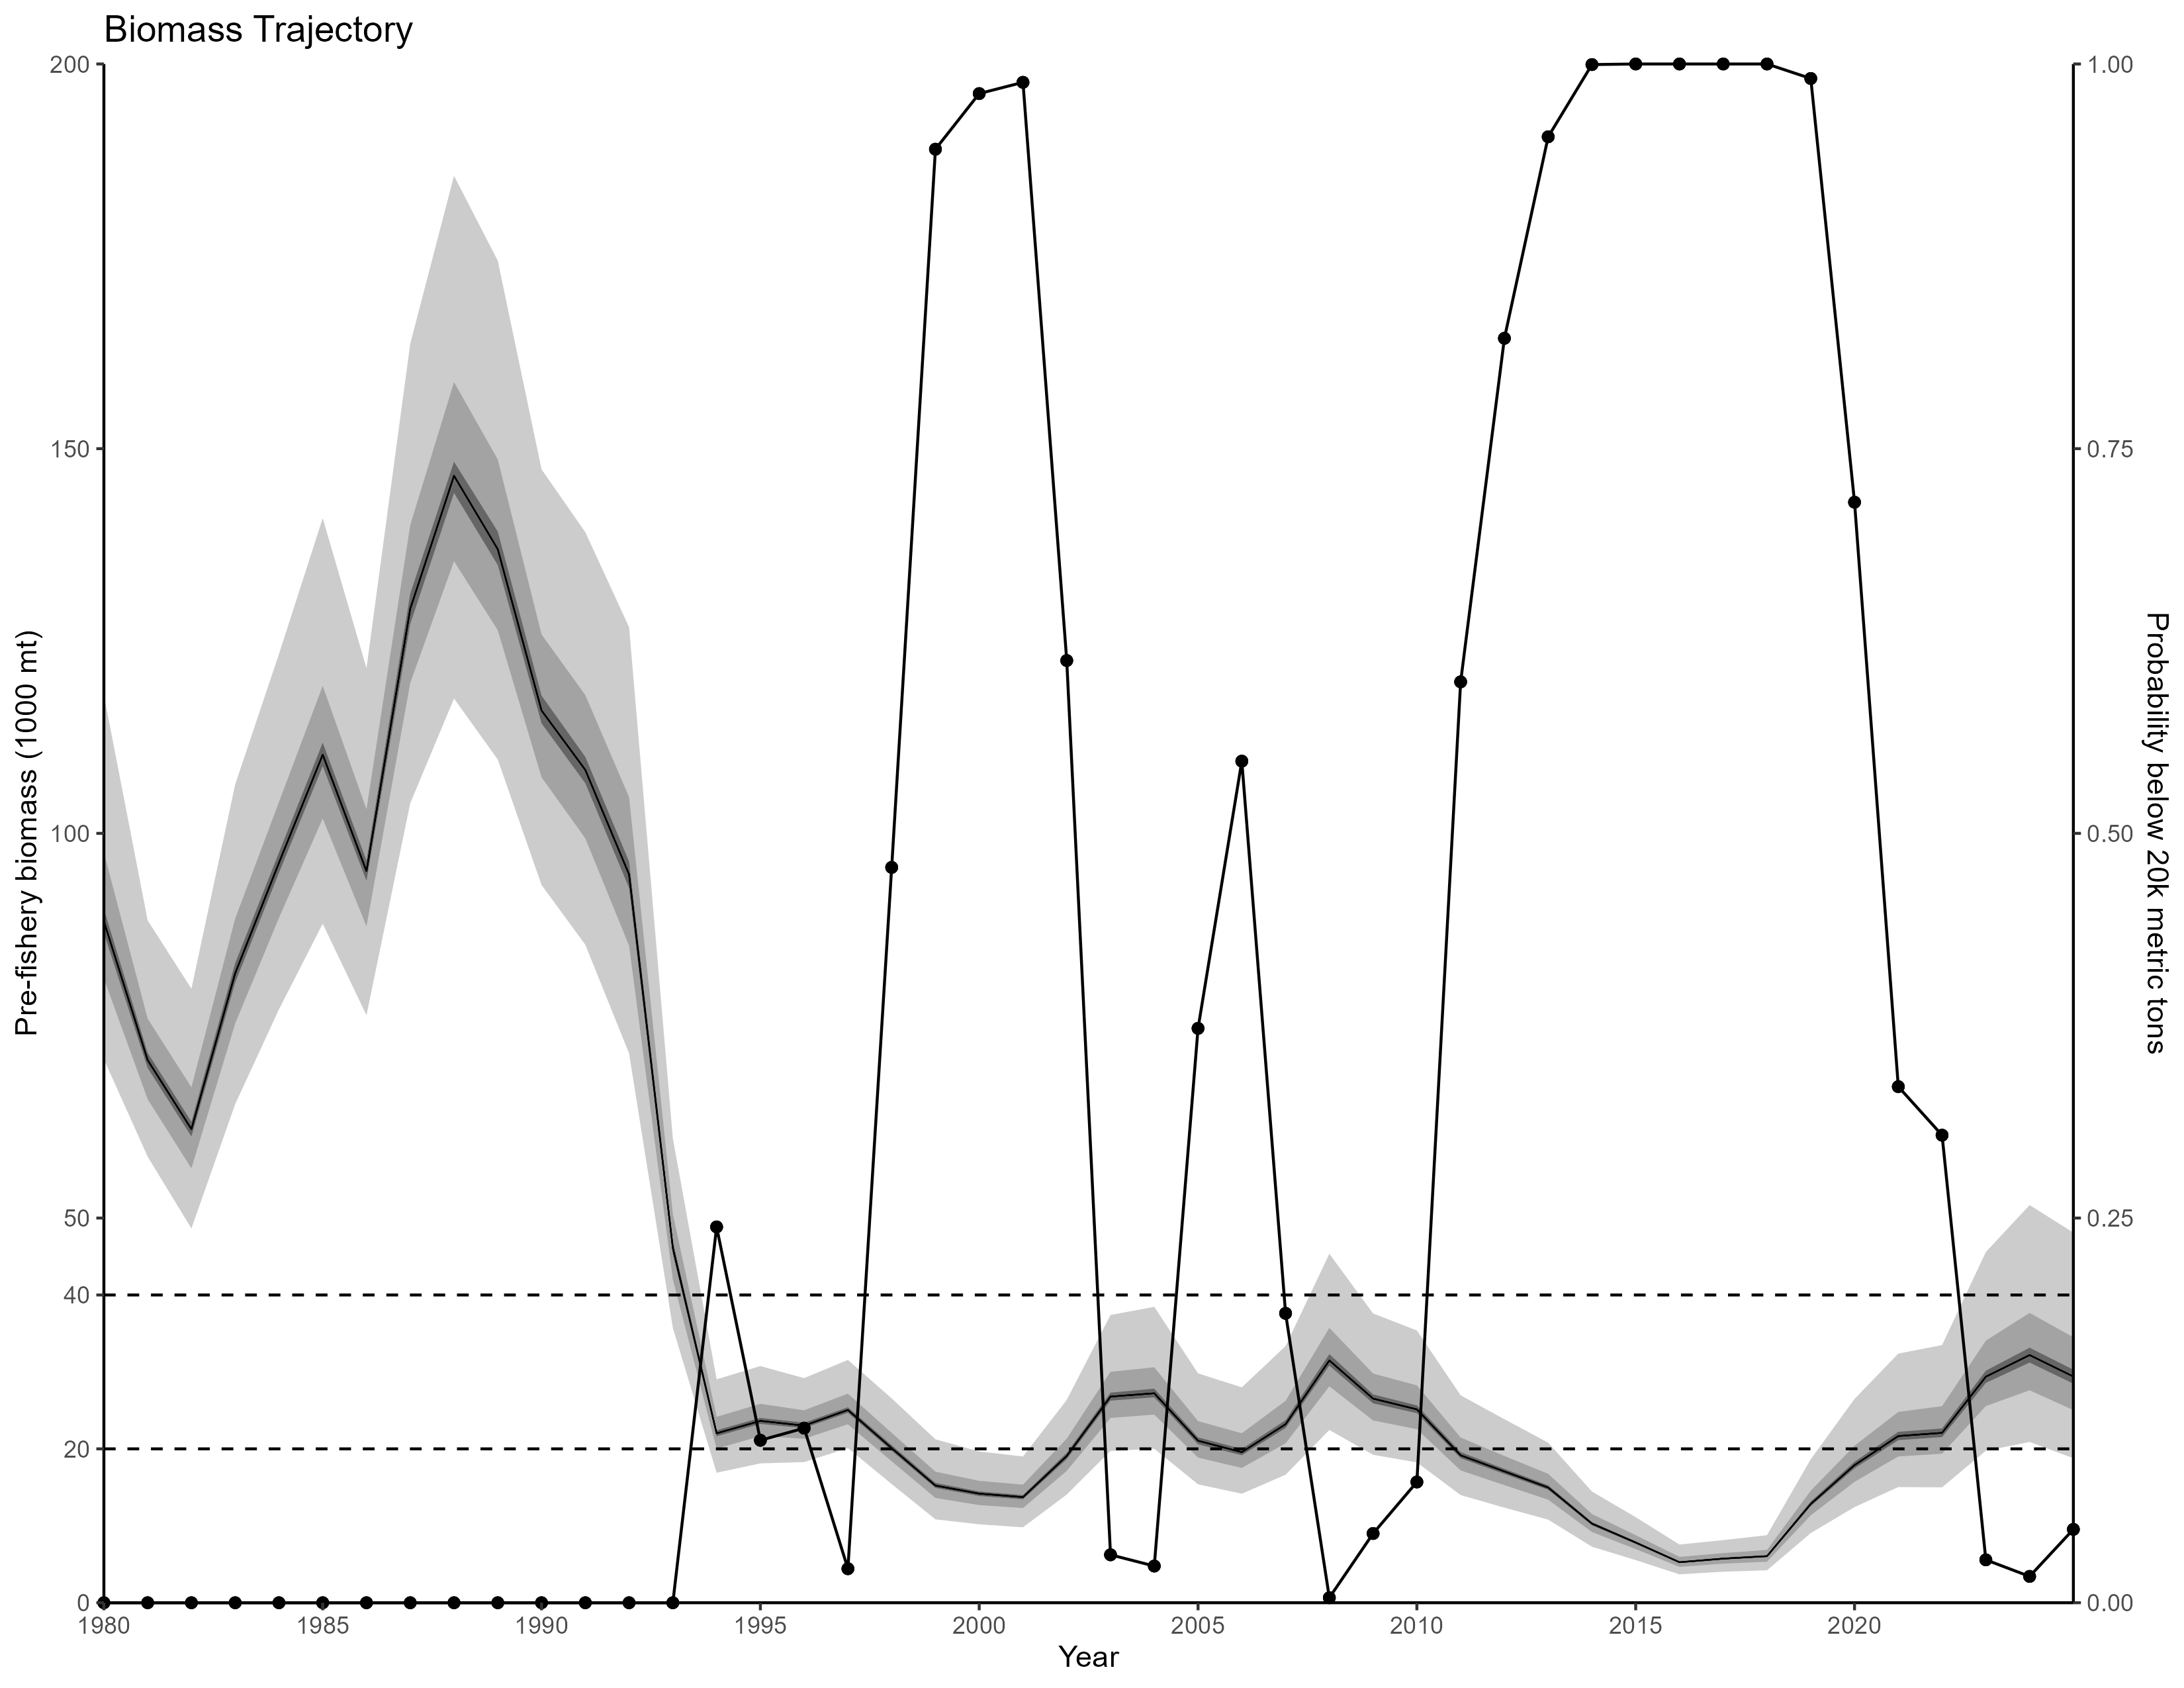 Biomass Trajectory
200
150
100
50
40
20
0
Pre-fishery biomass (1000 mt)
1.00
0.75
0.50
0.25
0.00
Probability below 20k metric tons
1980 1985 1990 1995 2000 2005 2010 2015 2020
Year